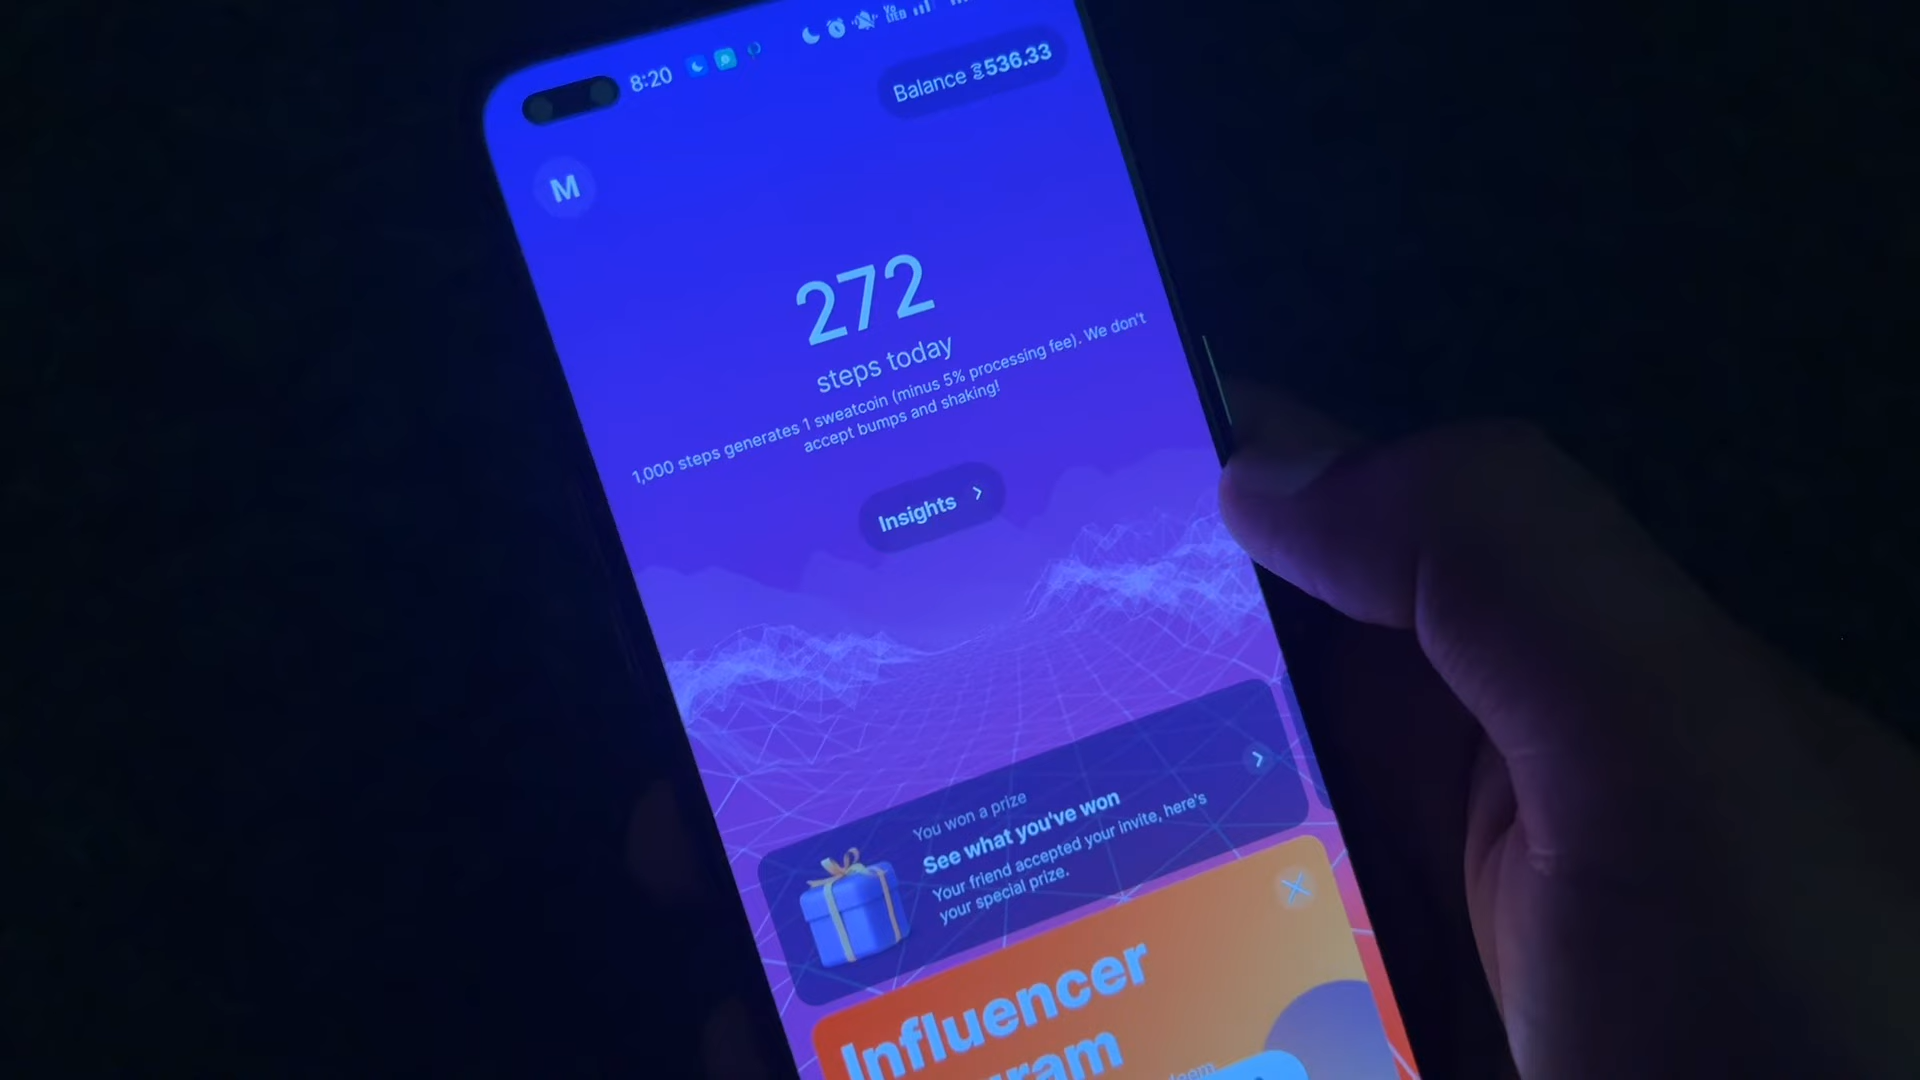 8:20
Balance 536.33
M
272
steps today
1,000 steps generates 1 sweatcoin (minus 5% processing fee). We don't
accept bumps and shaking!
Insights
You won a prize
See what you've won
Your friend accepted your invite, here's
your special prize.
Influencer